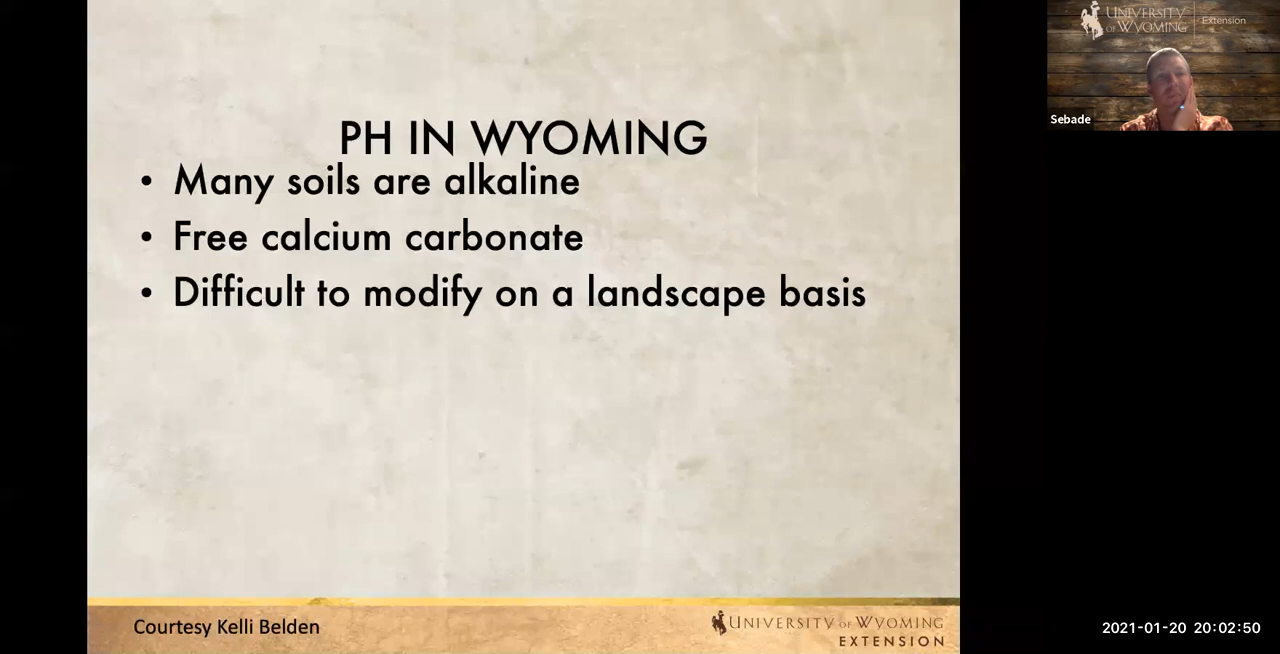 PH IN WYOMING
• Many soils are alkaline
• Free calcium carbonate
• Difficult to modify on a landscape basis
Courtesy Kelli Belden
UNIVERSITY OF WYOMING
EXTENSION
UNIVERSITY
OF WYOMING
Extension
Sebade
2021-01-20 20:02:50